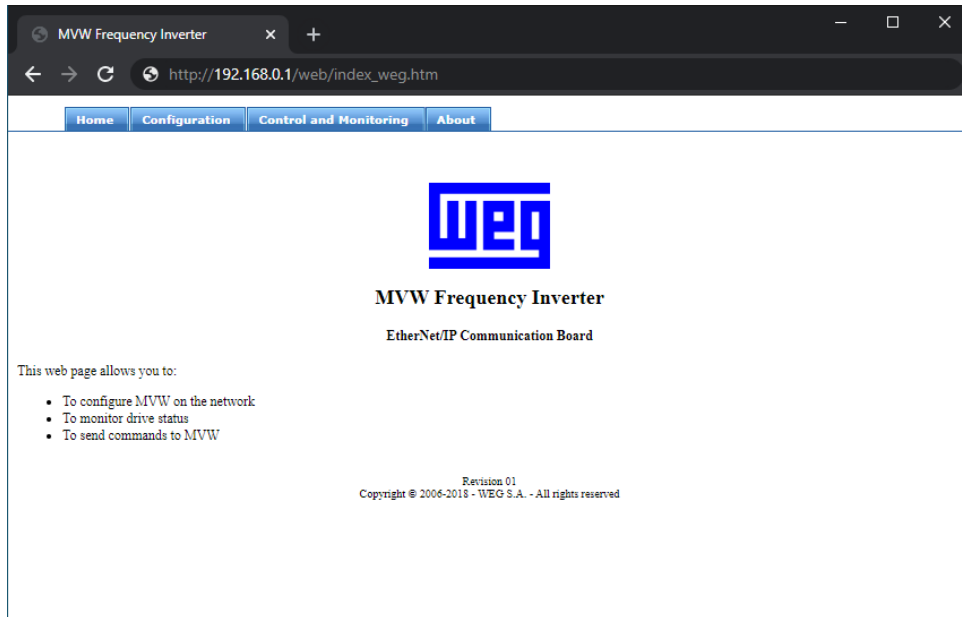 MVW Frequency Inverter
http://192.168.0.1/web/index_weg.htm
Home Configuration Control and Monitoring About
weg
MVW Frequency Inverter
EtherNet/IP Communication Board
This web page allows you to:
• To configure MVW on the network
• To monitor drive status
• To send commands to MVW
Revision 01
Copyright © 2006-2018 - WEG S.A. - All rights reserved